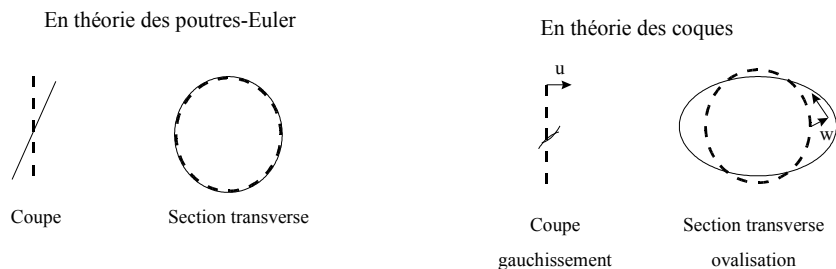 En théorie des poutres-Euler
Coupe
Section transverse
En théorie des coques
u
w
Coupe
gauchissement
Section transverse
ovalisation